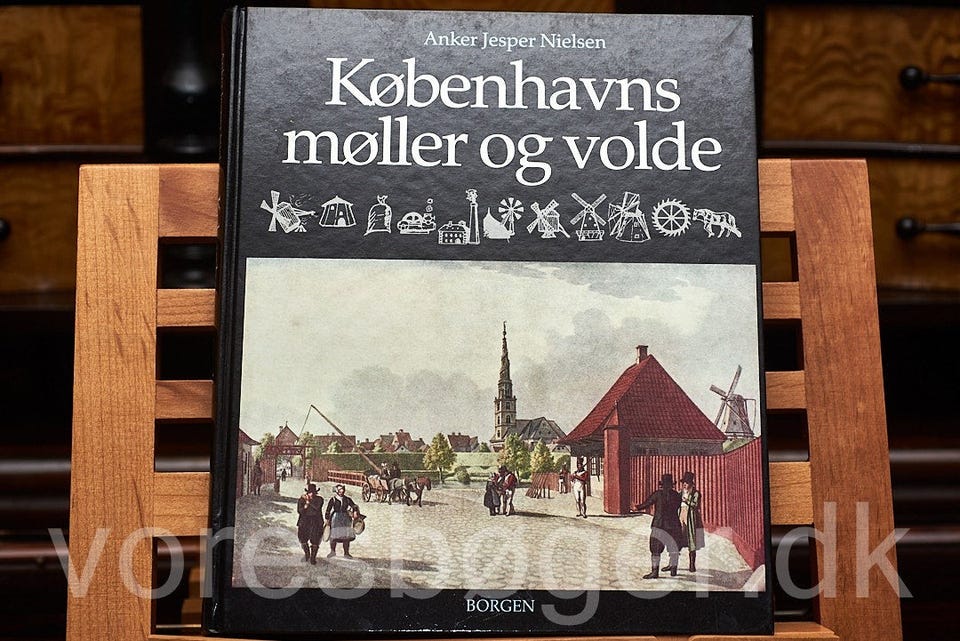 Anker Jesper Nielsen
Københavns
møller og volde
BORGEN
voresbøger.dk